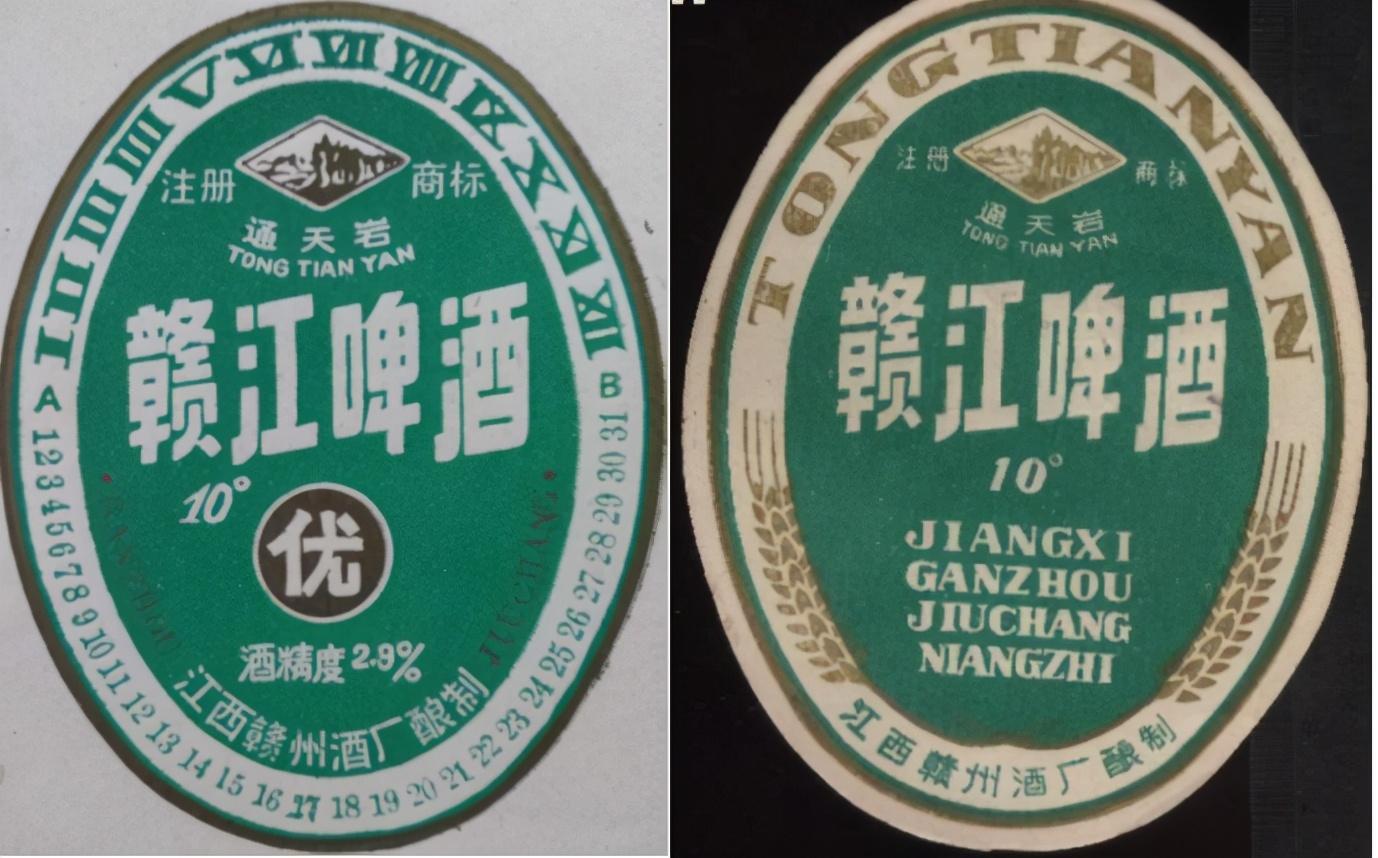 I II III IIII V VI VII VIII IX X XI XII
注册 商标
通天岩
TONG TIAN YAN
赣江啤酒
10°
优
GANZHOU
JIUCHANG
酒精度2.9%
江西赣州酒厂酿制
A 1 2 3 4 5 6 7 8 9 10 11 12 13 14 15 16 17 18 19 20 21 22 23 24 25 26 27 28 29 30 31 B
TONGTIANYAN
注册 商标
通天岩
TONG TIAN YAN
赣江啤酒
10°
JIANGXI
GANZHOU
JIUCHANG
NIANGZHI
江西赣州酒厂酿制